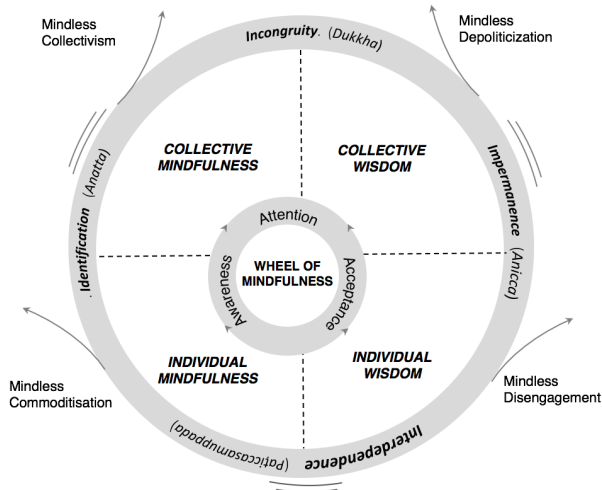 Mindless
Collectivism
Mindless
Depoliticization
Incongruity. (Dukkha)
COLLECTIVE
MINDFULNESS
COLLECTIVE
WISDOM
. Identification (Anatta)
Impermanence (Anicca)
Attention
Awareness
Acceptance
WHEEL OF
MINDFULNESS
INDIVIDUAL
MINDFULNESS
INDIVIDUAL
WISDOM
Mindless
Commoditisation
Mindless
Disengagement
Interdependence (Paṭiccasamuppada)